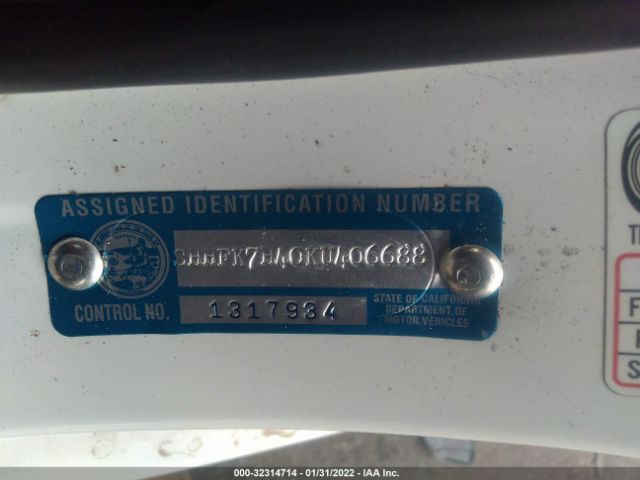 ASSIGNED IDENTIFICATION NUMBER
SHHFK7H40KU406688
CONTROL NO. 1317934
STATE OF CALIFORNIA
DEPARTMENT OF
MOTOR VEHICLES
000-32314714 - 01/31/2022 - IAA Inc.